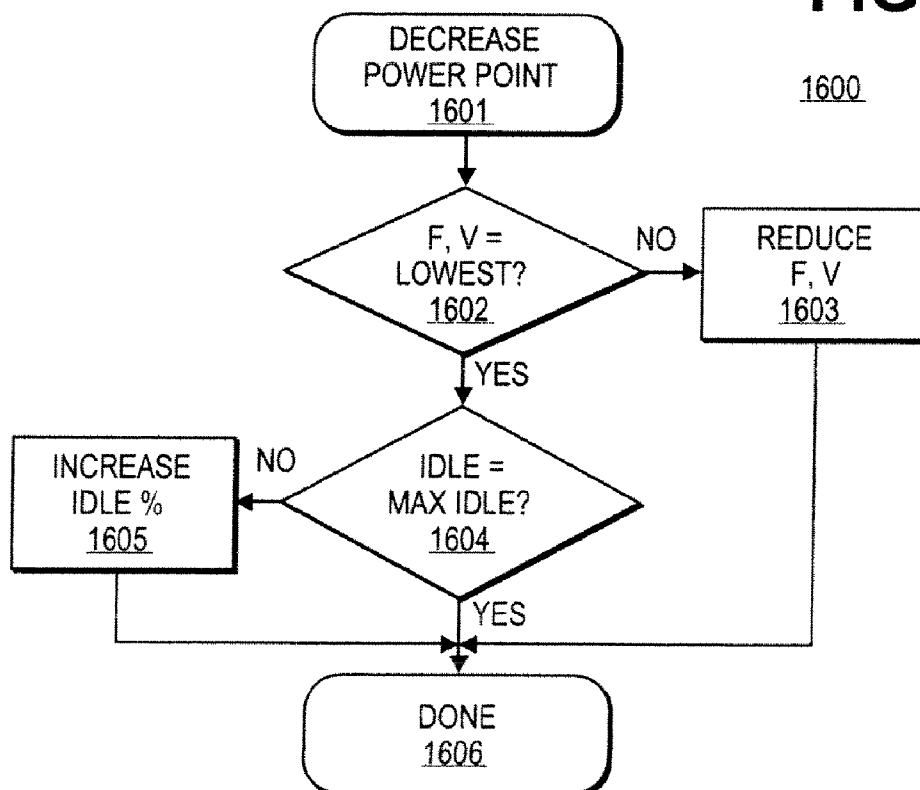 1600
DECREASE
POWER POINT
1601
F, V =
LOWEST?
1602
NO
REDUCE
F, V
1603
YES
IDLE =
MAX IDLE?
1604
NO
INCREASE
IDLE %
1605
YES
DONE
1606